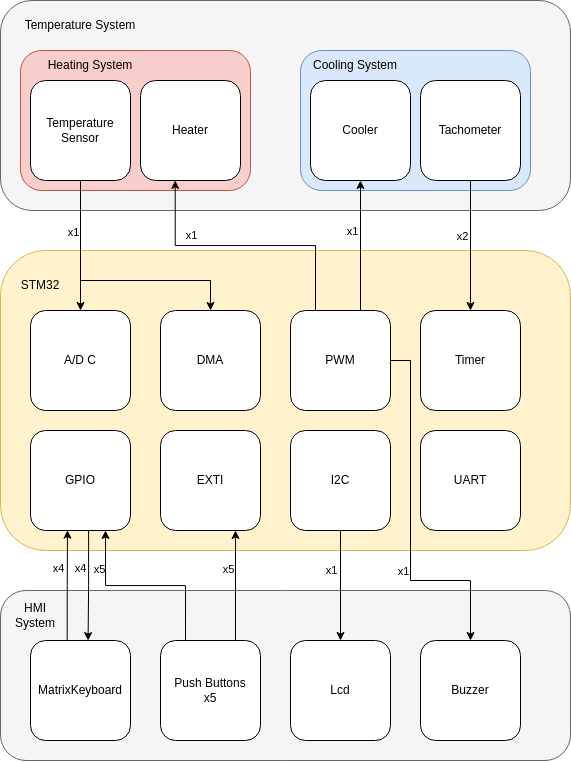 Temperature System
Heating System
Cooling System
Temperature
Sensor
Heater
Cooler
Tachometer
x1
x1
x1
x2
STM32
A/D C
DMA
PWM
Timer
GPIO
EXTI
I2C
UART
x4
x4
x5
x5
x1
x1
HMI
System
MatrixKeyboard
Push Buttons
x5
Lcd
Buzzer